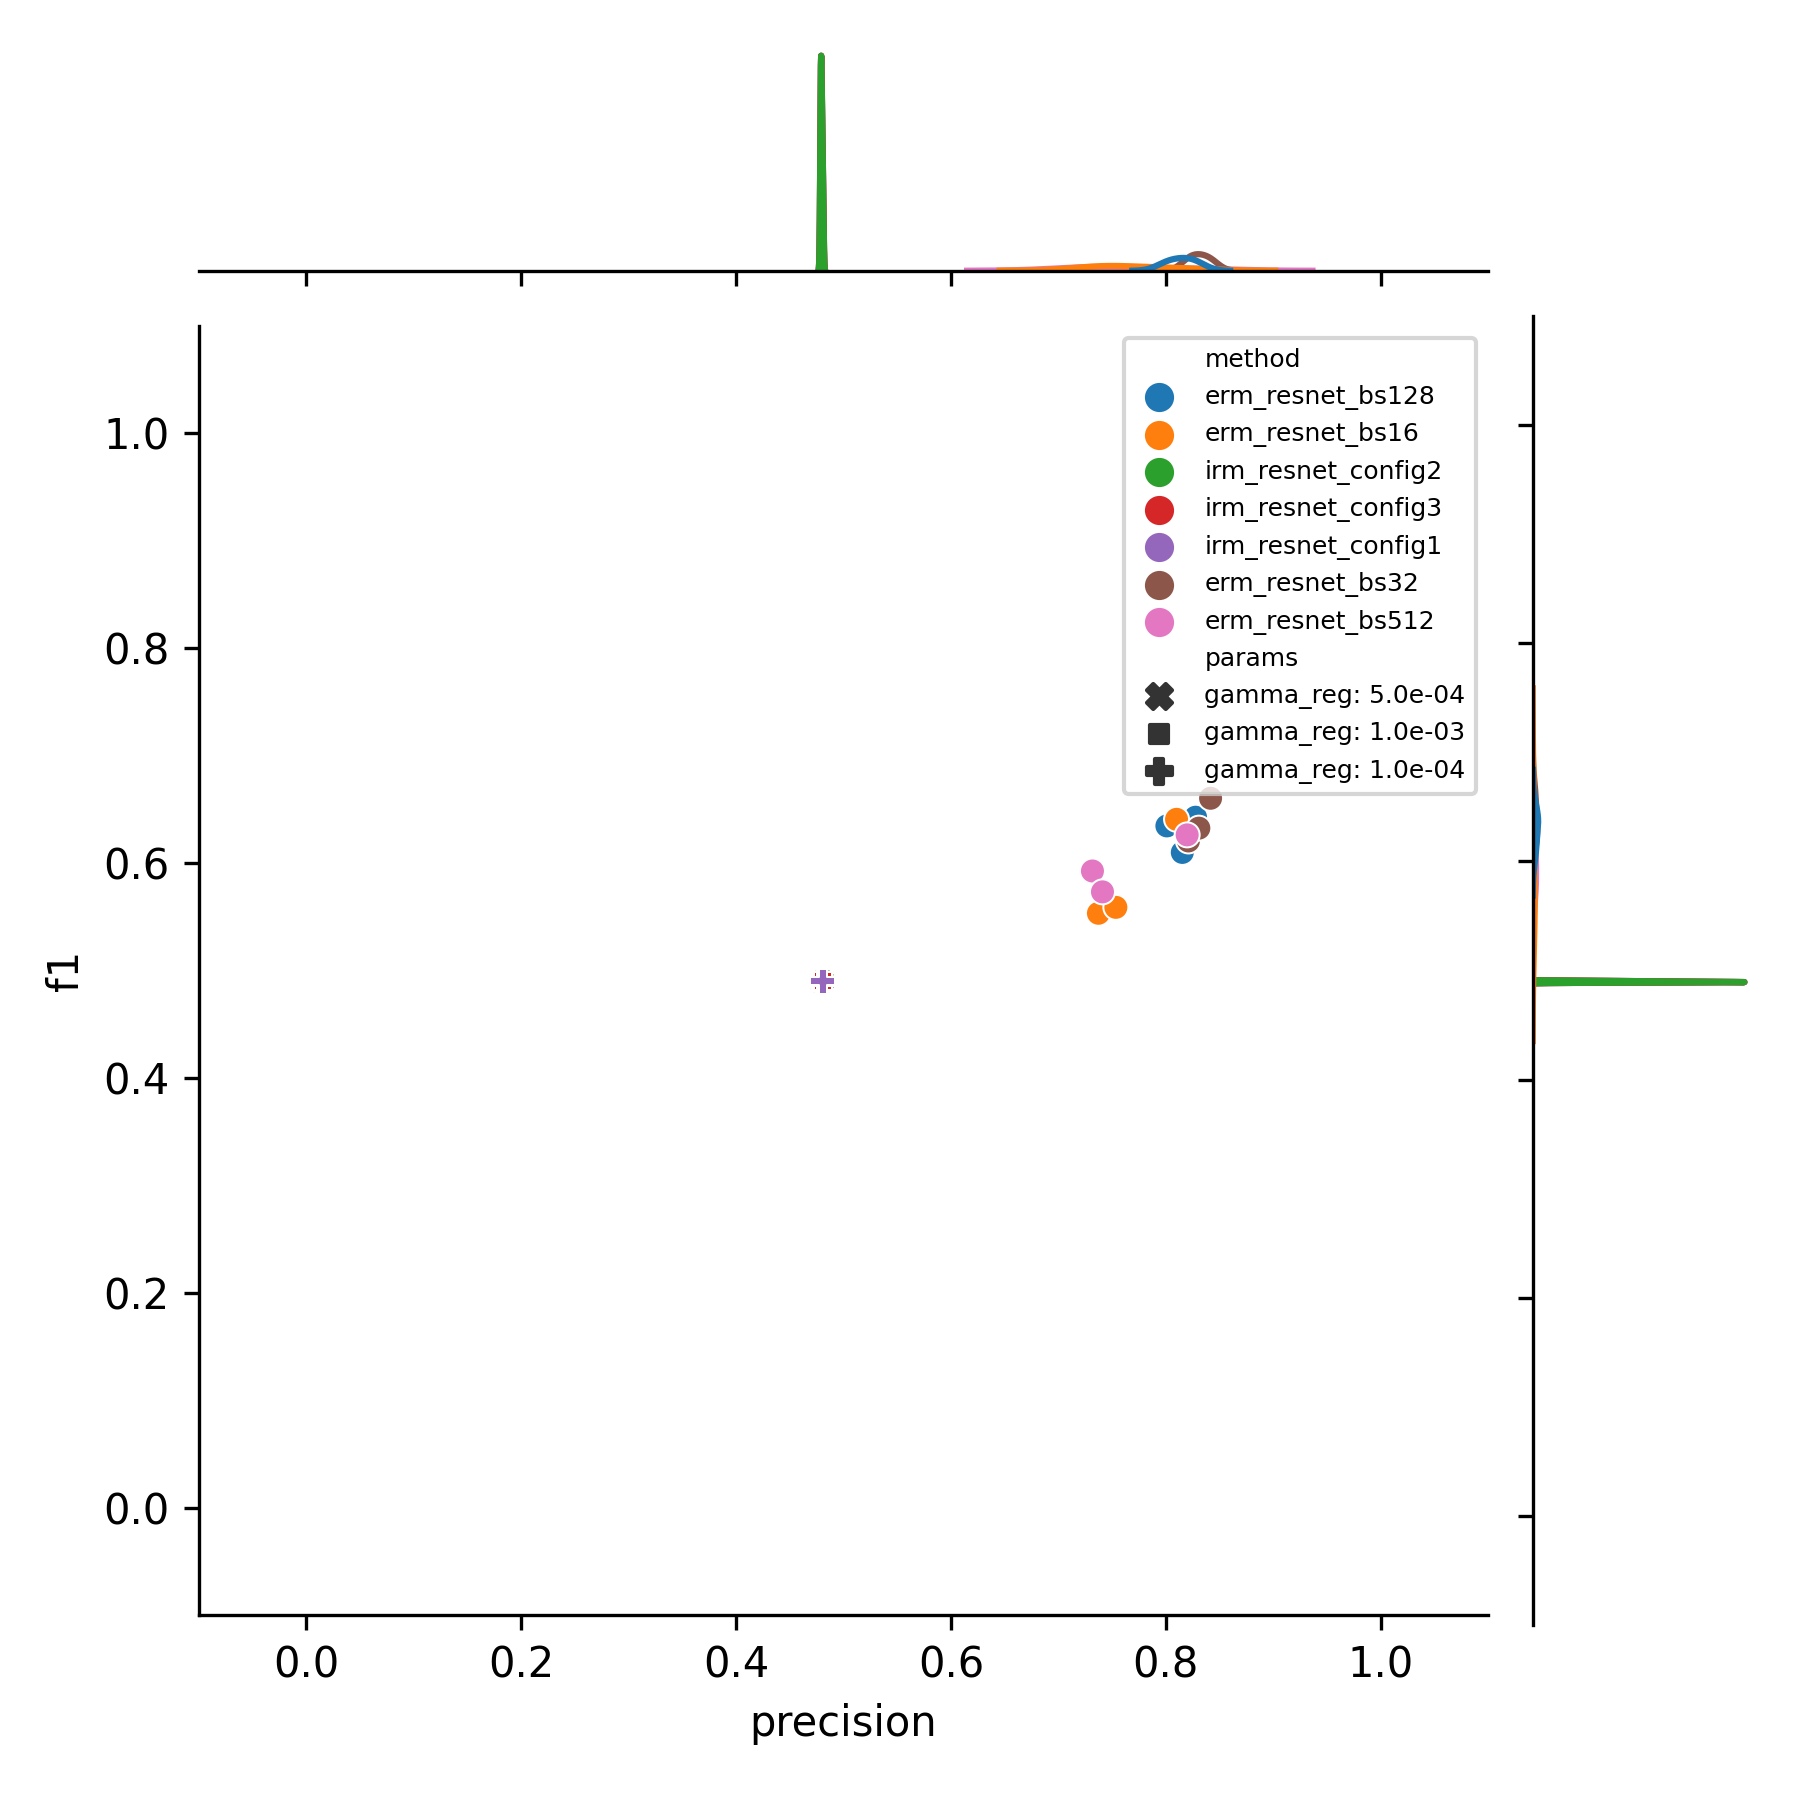 method
erm_resnet_bs128
erm_resnet_bs16
irm_resnet_config2
irm_resnet_config3
irm_resnet_config1
erm_resnet_bs32
erm_resnet_bs512
params
gamma_reg: 5.0e-04
gamma_reg: 1.0e-03
gamma_reg: 1.0e-04
1.0
0.8
0.6
0.4
0.2
0.0
f1
0.0 0.2 0.4 0.6 0.8 1.0
precision